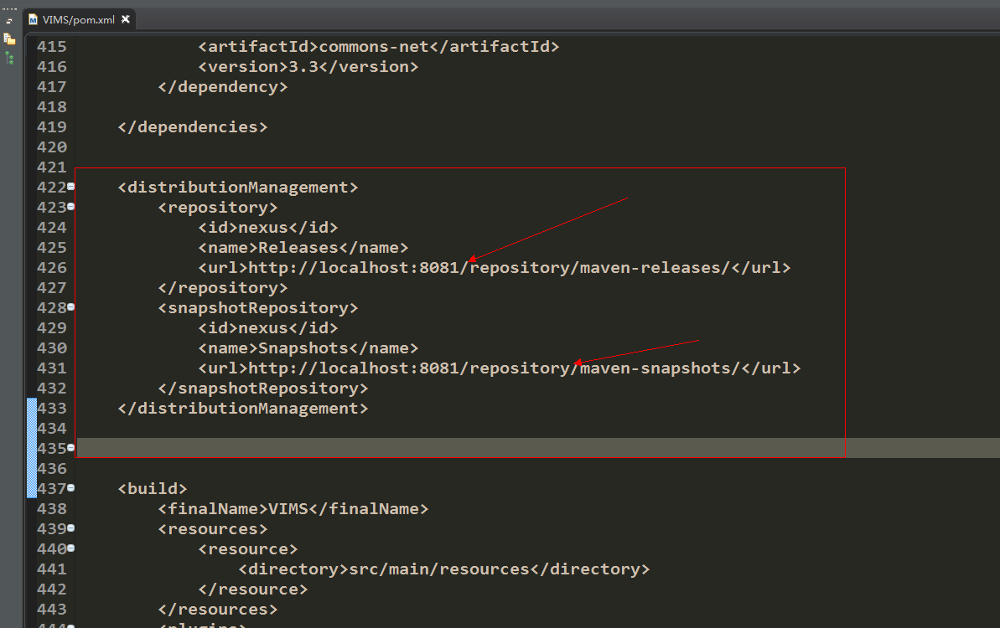 VIMS/pom.xml
415 <artifactId>commons-net</artifactId>
416 <version>3.3</version>
417 </dependency>
418
419 </dependencies>
420
421
422 <distributionManagement>
423 <repository>
424 <id>nexus</id>
425 <name>Releases</name>
426 <url>http://localhost:8081/repository/maven-releases/</url>
427 </repository>
428 <snapshotRepository>
429 <id>nexus</id>
430 <name>Snapshots</name>
431 <url>http://localhost:8081/repository/maven-snapshots/</url>
432 </snapshotRepository>
433 </distributionManagement>
434
435
436
437 <build>
438 <finalName>VIMS</finalName>
439 <resources>
440 <resource>
441 <directory>src/main/resources</directory>
442 </resource>
443 </resources>
444 <plugins>